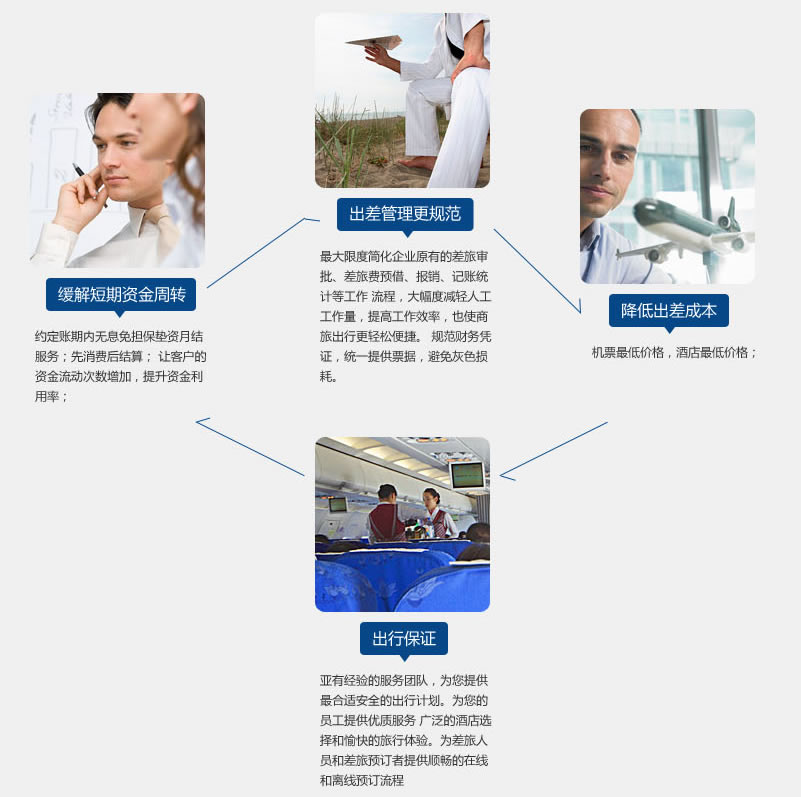 出差管理更规范
最大限度简化企业原有的差旅审
批、差旅费预借、报销、记账统
计等工作 流程，大幅度减轻人工
工作量，提高工作效率，也使商
旅出行更轻松便捷。 规范财务凭
证，统一提供票据，避免灰色损
耗。
缓解短期资金周转
约定账期内无息免担保垫资月结
服务；先消费后结算； 让客户的
资金流动次数增加，提升资金利
用率；
降低出差成本
机票最低价格，酒店最低价格；
出行保证
亚有经验的服务团队，为您提供
最合适安全的出行计划。为您的
员工提供优质服务 广泛的酒店选
择和愉快的旅行体验。为差旅人
员和差旅预订者提供顺畅的在线
和离线预订流程